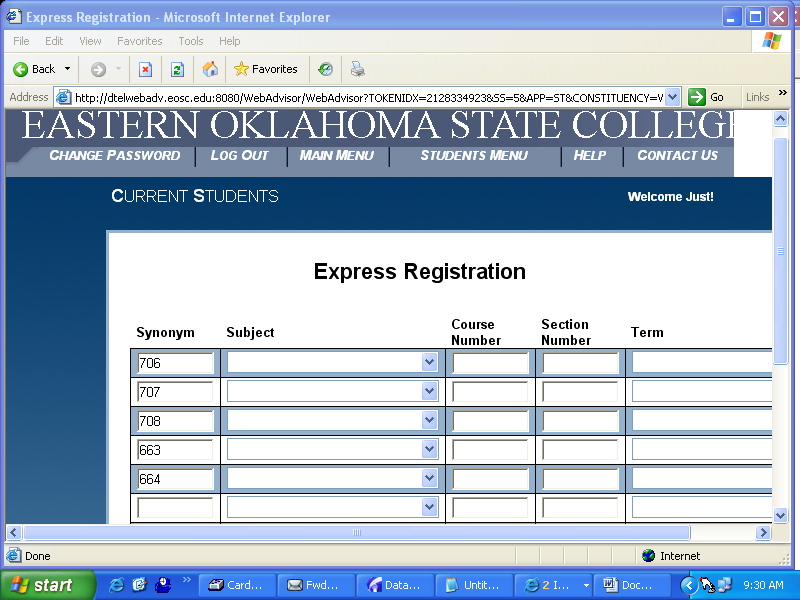 Express Registration - Microsoft Internet Explorer
File Edit View Favorites Tools Help
Back Favorites
Address http://dtelwebadv.eosc.edu:8080/WebAdvisor/WebAdvisor?TOKENIDX=2128334923&SS=5&APP=ST&CONSTITUENCY=W Go Links »
EASTERN OKLAHOMA STATE COLLEGE
CHANGE PASSWORD LOG OUT MAIN MENU STUDENTS MENU HELP CONTACT US
CURRENT STUDENTS Welcome Just!
Express Registration
Synonym Subject Course Number Section Number Term
706
707
708
663
664
Done Internet
start » Card... Fwd... Data... Untit... 2 I... Doc... 9:30 AM